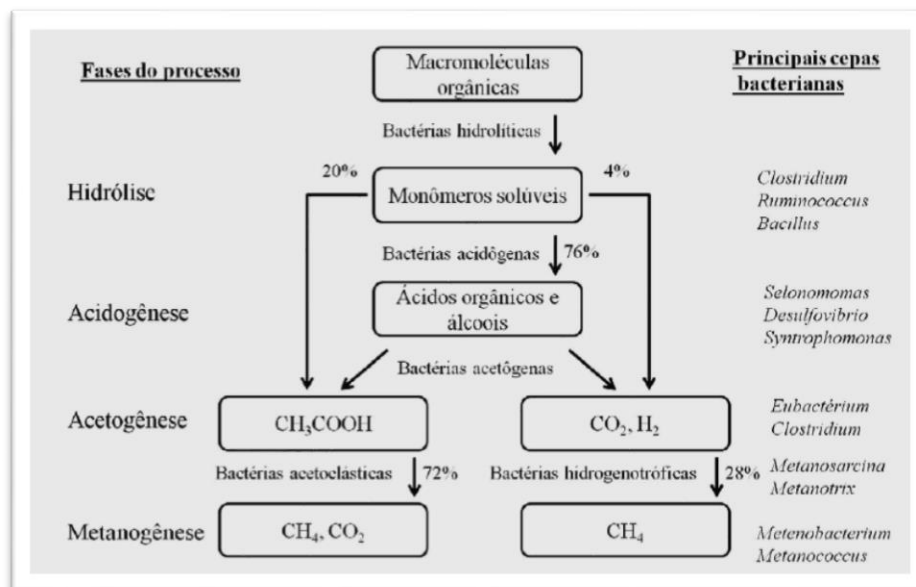 Fases do processo
Macromoléculas
orgânicas
Principais cepas
bacterianas
Bactérias hidrolíticas
Hidrólise
20%
Monômeros solúveis
4%
Clostridium
Ruminococcus
Bacillus
Bactérias acidôgenas
76%
Acidogênese
Ácidos orgânicos e
álcoois
Selonomomas
Desulfovibrio
Syntrophomonas
Bactérias acetôgenas
Acetogênese
CH₃COOH
CO₂, H₂
Eubactérium
Clostridium
Bactérias acetoclásticas
72%
Bactérias hidrogenotróficas
28%
Metanosarcina
Metanotrix
Metanogênese
CH₄, CO₂
CH₄
Metenobacterium
Metanococcus